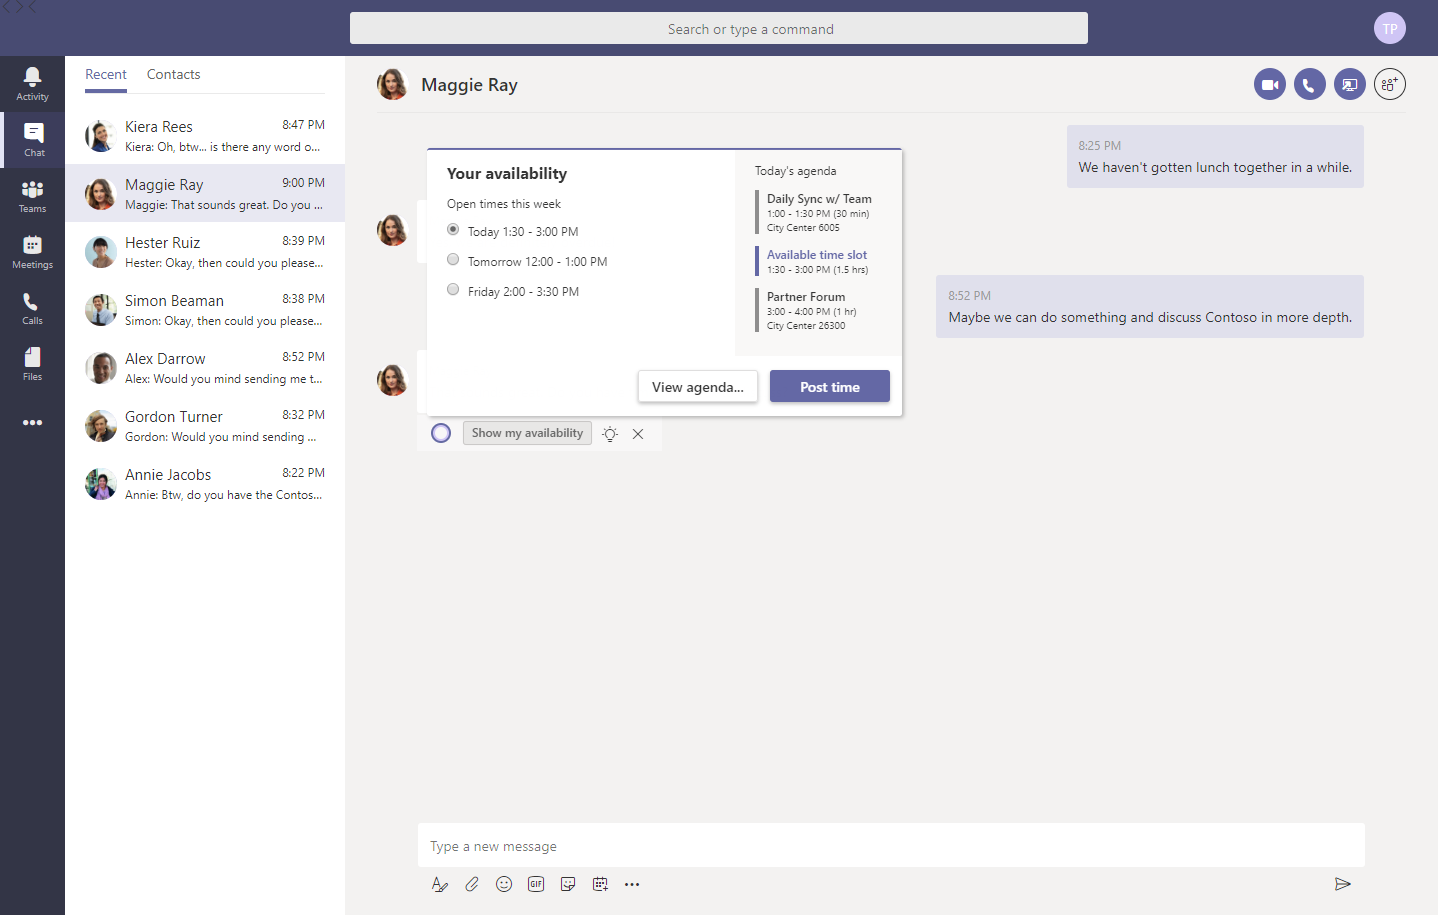 Search or type a command
TP
Activity
Chat
Teams
Meetings
Calls
Files
Recent
Contacts
Kiera Rees
8:47 PM
Kiera: Oh, btw... is there any word o...
Maggie Ray
9:00 PM
Maggie: That sounds great. Do you ...
Hester Ruiz
8:39 PM
Hester: Okay, then could you please...
Simon Beaman
8:38 PM
Simon: Okay, then could you please...
Alex Darrow
8:52 PM
Alex: Would you mind sending me t...
Gordon Turner
8:32 PM
Gordon: Would you mind sending ...
Annie Jacobs
8:22 PM
Annie: Btw, do you have the Contos...
Maggie Ray
8:25 PM
We haven't gotten lunch together in a while.
Your availability
Open times this week
Today 1:30 - 3:00 PM
Tomorrow 12:00 - 1:00 PM
Friday 2:00 - 3:30 PM
Today's agenda
Daily Sync w/ Team
1:00 - 1:30 PM (30 min)
City Center 6005
Available time slot
1:30 - 3:00 PM (1.5 hrs)
Partner Forum
3:00 - 4:00 PM (1 hr)
City Center 26300
View agenda...
Post time
8:52 PM
Maybe we can do something and discuss Contoso in more depth.
Show my availability
Type a new message
GIF